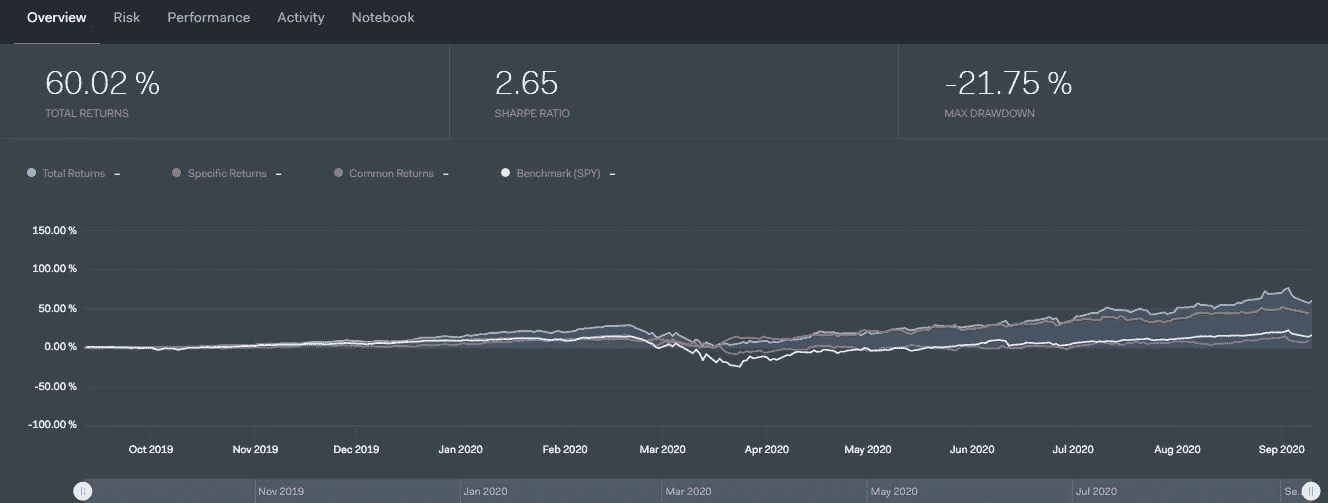 Overview Risk Performance Activity Notebook
60.02 % 2.65 -21.75 %
TOTAL RETURNS SHARPE RATIO MAX DRAWDOWN
Total Returns – Specific Returns – Common Returns – Benchmark (SPY) –
150.00 %
100.00 %
50.00 %
0.00 %
-50.00 %
-100.00 %
Oct 2019 Nov 2019 Dec 2019 Jan 2020 Feb 2020 Mar 2020 Apr 2020 May 2020 Jun 2020 Jul 2020 Aug 2020 Sep 2020
Nov 2019 Jan 2020 Mar 2020 May 2020 Jul 2020 Se...